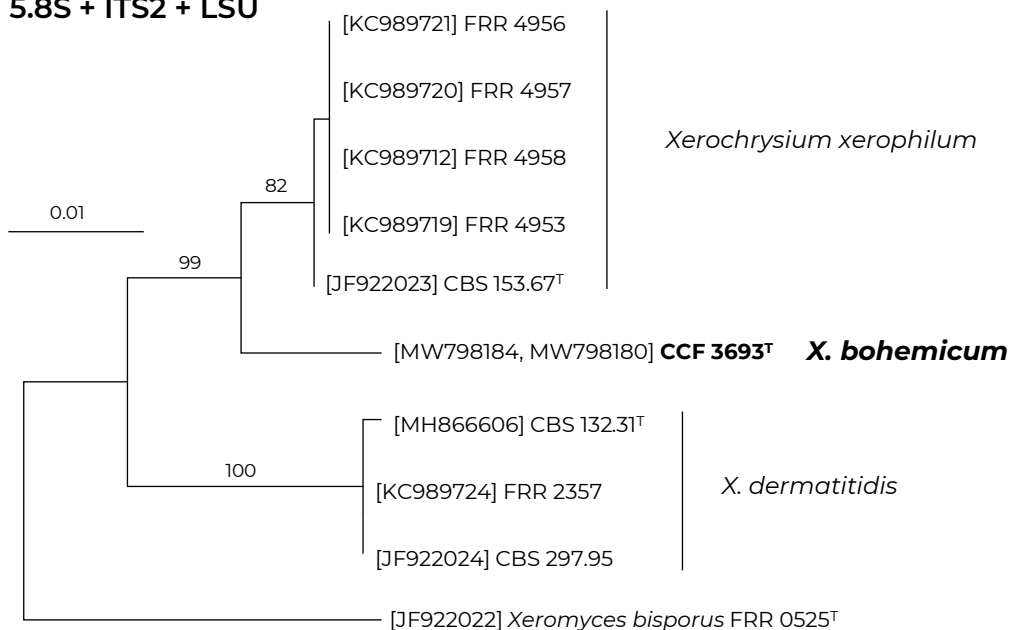 5.8S + ITS2 + LSU
[KC989721] FRR 4956
[KC989720] FRR 4957
Xerochrysium xerophilum
[KC989712] FRR 4958
82
0.01
[KC989719] FRR 4953
99
[JF922023] CBS 153.67ᵀ
[MW798184, MW798180] CCF 3693ᵀ X. bohemicum
[MH866606] CBS 132.31ᵀ
100
[KC989724] FRR 2357
X. dermatitidis
[JF922024] CBS 297.95
[JF922022] Xeromyces bisporus FRR 0525ᵀ